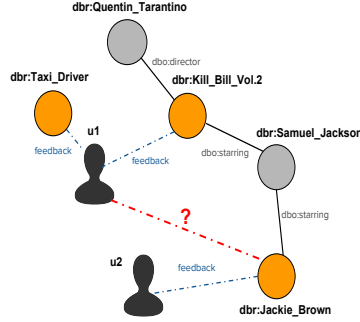 dbr:Quentin_Tarantino
dbo:director
dbr:Taxi_Driver
dbr:Kill_Bill_Vol.2
u1
dbr:Samuel_Jackson
feedback
feedback
dbo:starring
dbo:starring
?
u2
feedback
dbr:Jackie_Brown